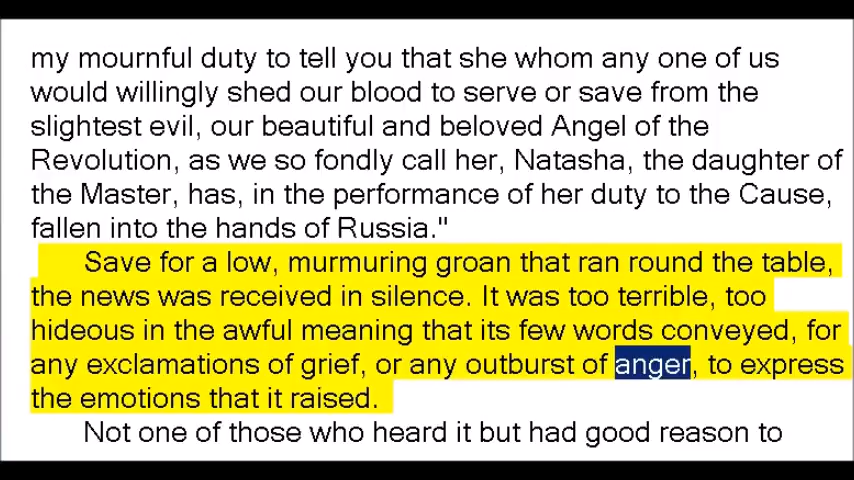 my mournful duty to tell you that she whom any one of us
would willingly shed our blood to serve or save from the
slightest evil, our beautiful and beloved Angel of the
Revolution, as we so fondly call her, Natasha, the daughter of
the Master, has, in the performance of her duty to the Cause,
fallen into the hands of Russia."
Save for a low, murmuring groan that ran round the table,
the news was received in silence. It was too terrible, too
hideous in the awful meaning that its few words conveyed, for
any exclamations of grief, or any outburst of anger, to express
the emotions that it raised.
Not one of those who heard it but had good reason to